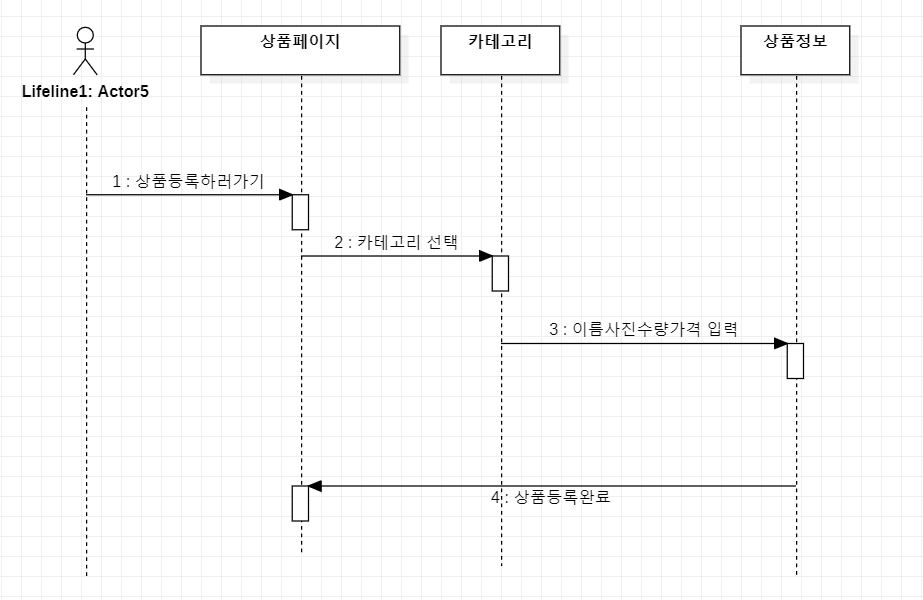 상품페이지
카테고리
상품정보
Lifeline1: Actor5
1 : 상품등록하러가기
2 : 카테고리 선택
3 : 이름사진수량가격 입력
4 : 상품등록완료